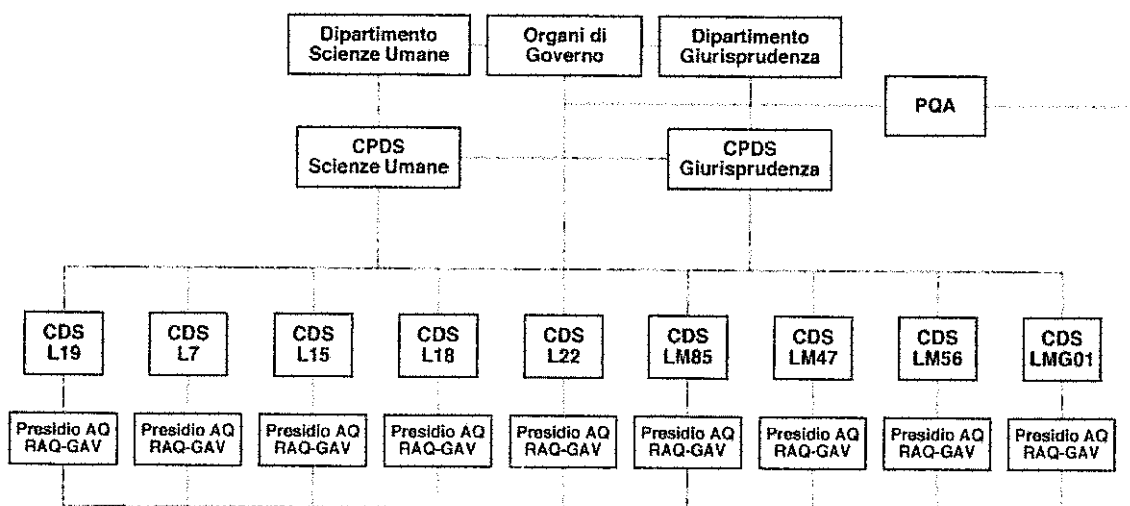 Dipartimento
Scienze Umane
Organi di
Governo
Dipartimento
Giurisprudenza
PQA
CPDS
Scienze Umane
CPDS
Giurisprudenza
CDS
L19
CDS
L7
CDS
L15
CDS
L18
CDS
L22
CDS
LM85
CDS
LM47
CDS
LM56
CDS
LMG01
Presidio AQ
RAQ-GAV
Presidio AQ
RAQ-GAV
Presidio AQ
RAQ-GAV
Presidio AQ
RAQ-GAV
Presidio AQ
RAQ-GAV
Presidio AQ
RAQ-GAV
Presidio AQ
RAQ-GAV
Presidio AQ
RAQ-GAV
Presidio AQ
RAQ-GAV